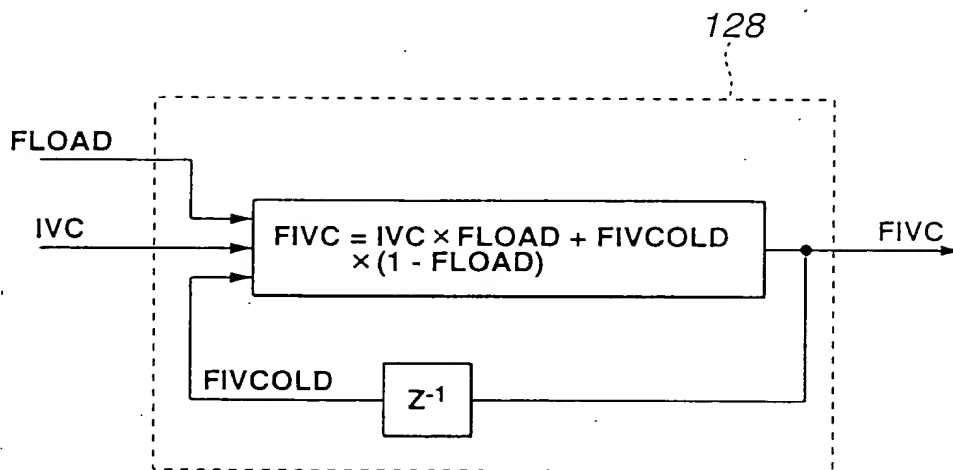 128
FLOAD
IVC
FIVC = IVC × FLOAD + FIVCOLD
× (1 - FLOAD)
FIVC
FIVCOLD
Z-1